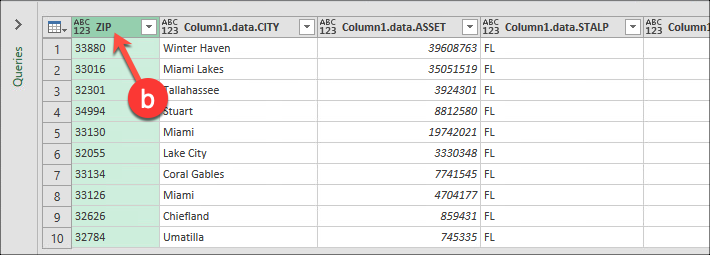 Queries
ABC 123 ZIP ABC 123 Column1.data.CITY ABC 123 Column1.data.ASSET ABC 123 Column1.data.STALP ABC 123 Column1
1 33880 Winter Haven 39608763 FL
2 33016 Miami Lakes 35051519 FL
3 32301 Tallahassee 3924301 FL
4 34994 Stuart 8812580 FL
5 33130 Miami 19742021 FL
6 32055 Lake City 3330348 FL
7 33134 Coral Gables 7741545 FL
8 33126 Miami 4704177 FL
9 32626 Chiefland 859431 FL
10 32784 Umatilla 745335 FL
b